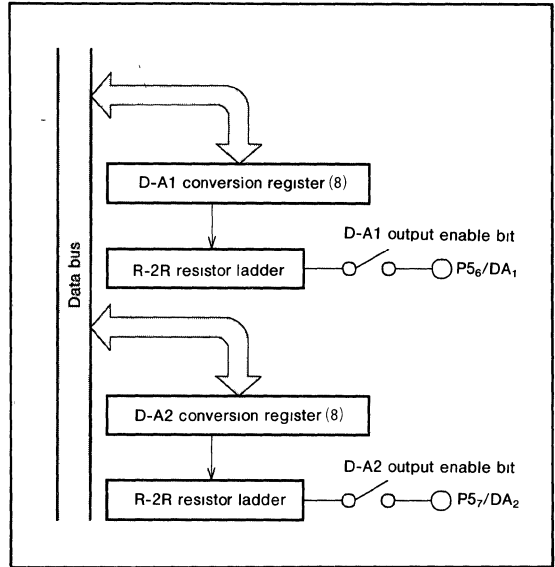 Data bus
D-A1 conversion register (8)
D-A1 output enable bit
R-2R resistor ladder
P5₆/DA₁
D-A2 conversion register (8)
D-A2 output enable bit
R-2R resistor ladder
P5₇/DA₂